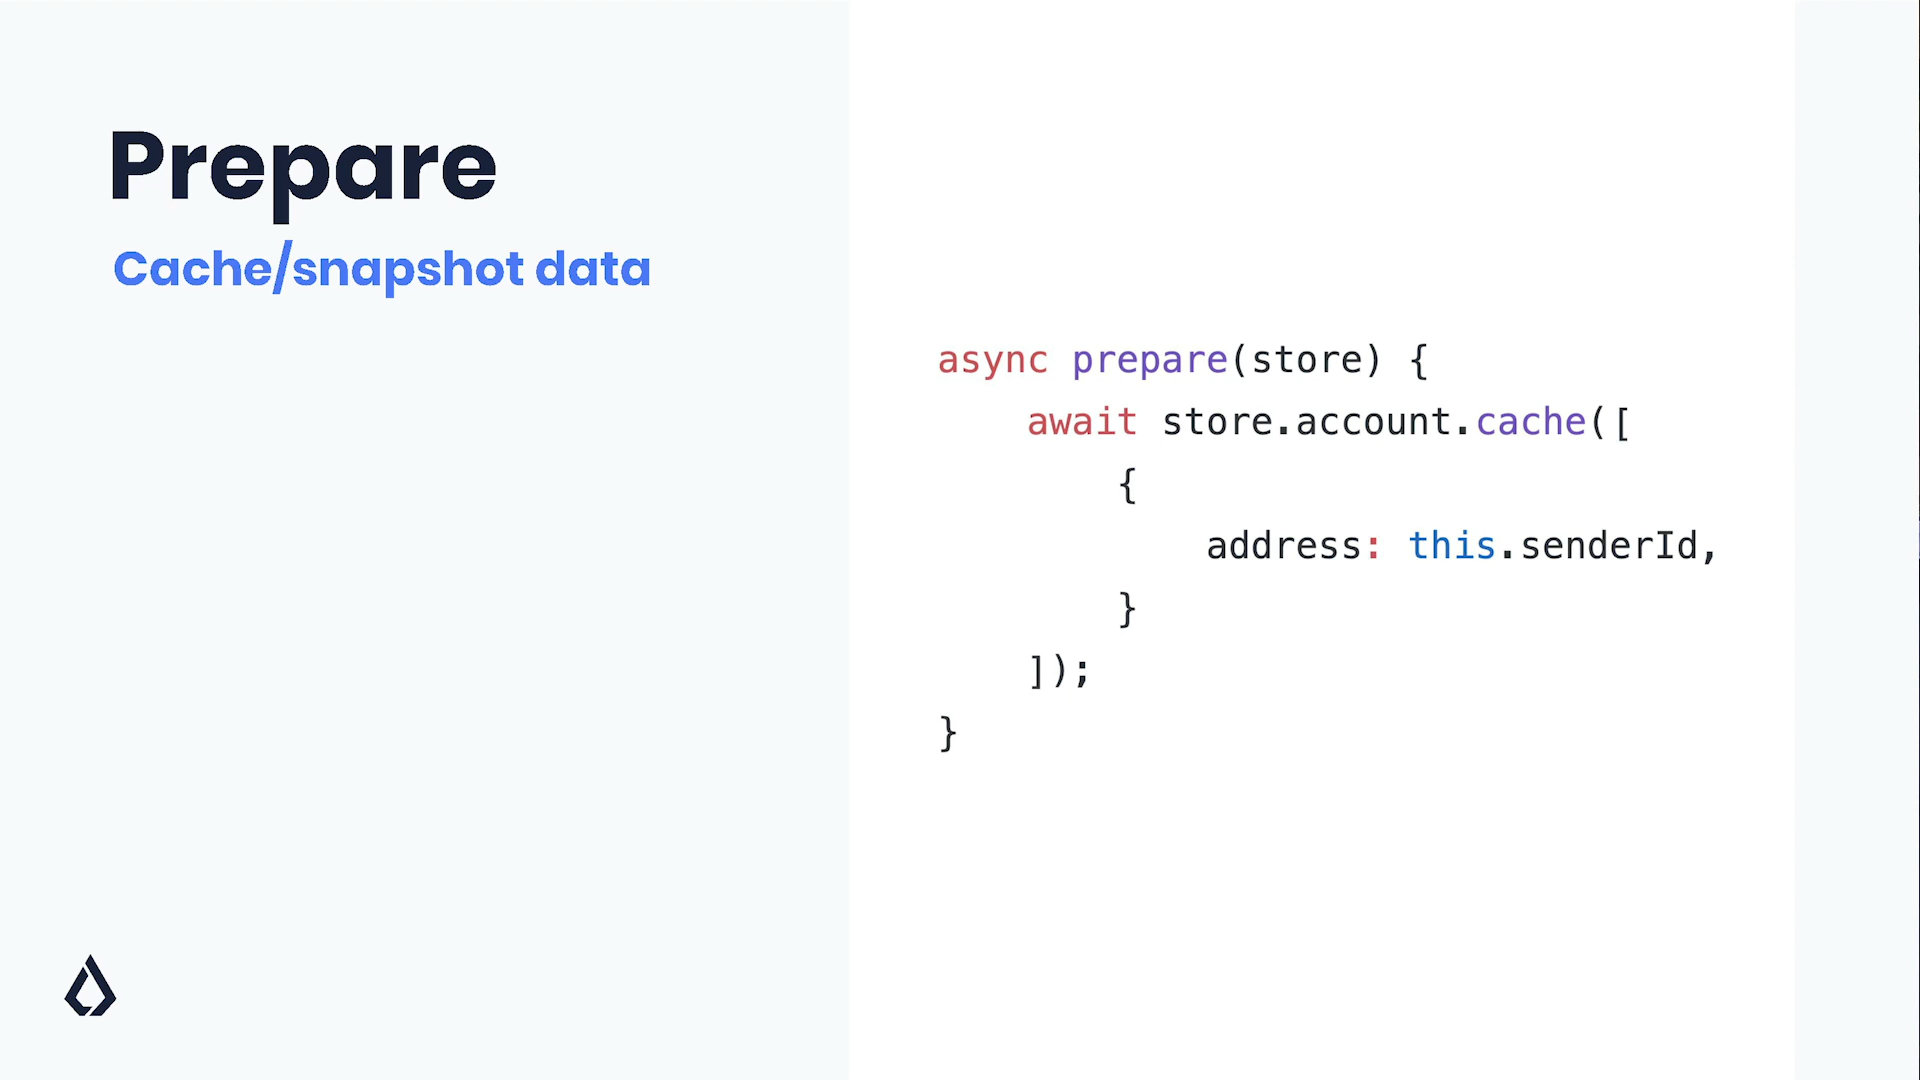 Prepare
Cache/snapshot data
async prepare(store) {
    await store.account.cache([
        {
            address: this.senderId,
        }
    ]);
}